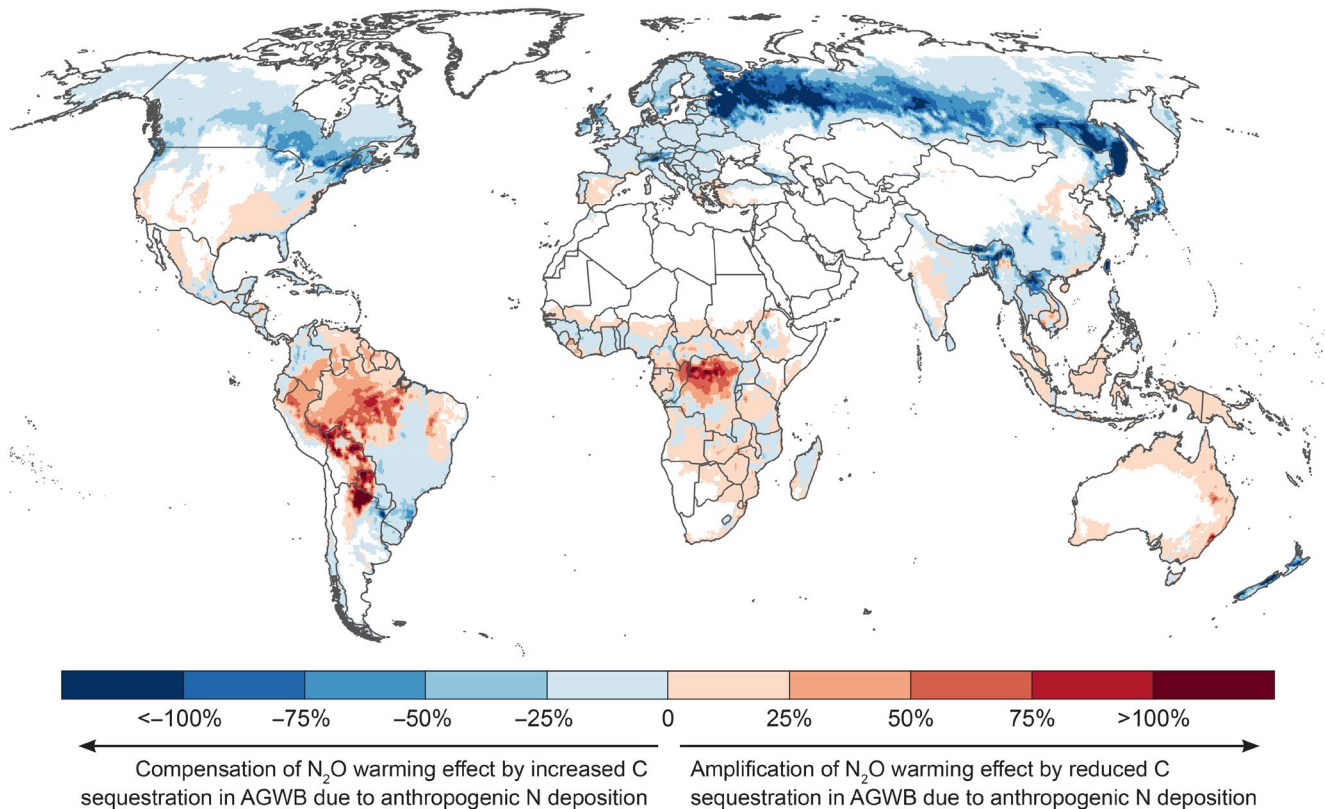 <-100% −75% −50% −25% 0 25% 50% 75% >100%
Compensation of N₂O warming effect by increased C
sequestration in AGWB due to anthropogenic N deposition
Amplification of N₂O warming effect by reduced C
sequestration in AGWB due to anthropogenic N deposition